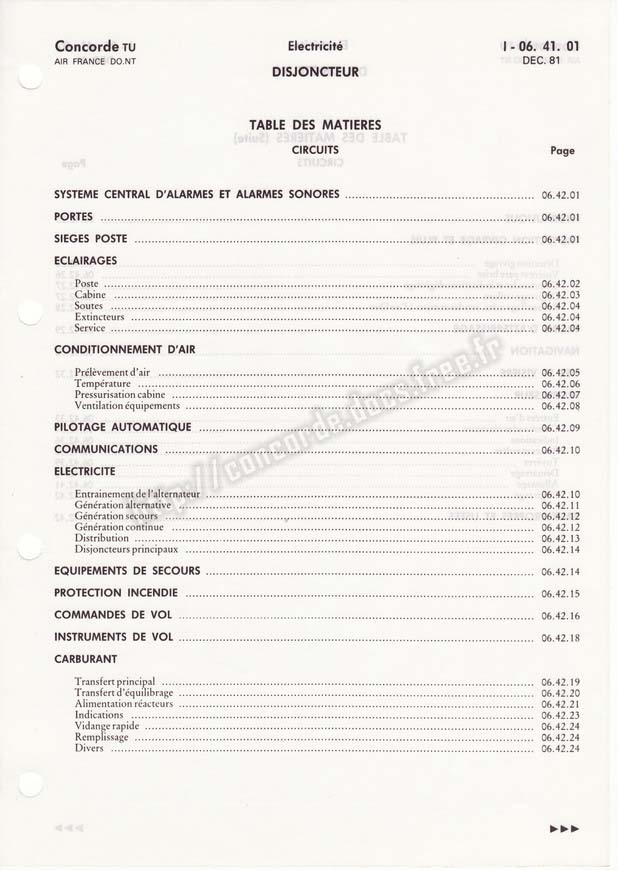 Concorde TU Electricité I - 06. 41. 01
AIR FRANCE DO.NT DEC. 81
DISJONCTEUR
TABLE DES MATIERES
CIRCUITS Page
SYSTEME CENTRAL D'ALARMES ET ALARMES SONORES 06.42.01
PORTES 06.42.01
SIEGES POSTE 06.42.01
ECLAIRAGES
Poste 06.42.02
Cabine 06.42.03
Soutes 06.42.04
Extincteurs 06.42.04
Service 06.42.04
CONDITIONNEMENT D'AIR
Prélèvement d'air 06.42.05
Température 06.42.06
Pressurisation cabine 06.42.07
Ventilation équipements 06.42.08
PILOTAGE AUTOMATIQUE 06.42.09
COMMUNICATIONS 06.42.10
ELECTRICITE
Entrainement de l'alternateur 06.42.10
Génération alternative 06.42.11
Génération secours 06.42.12
Génération continue 06.42.12
Distribution 06.42.13
Disjoncteurs principaux 06.42.14
EQUIPEMENTS DE SECOURS 06.42.14
PROTECTION INCENDIE 06.42.15
COMMANDES DE VOL 06.42.16
INSTRUMENTS DE VOL 06.42.18
CARBURANT
Transfert principal 06.42.19
Transfert d'équilibrage 06.42.20
Alimentation réacteurs 06.42.21
Indications 06.42.23
Vidange rapide 06.42.24
Remplissage 06.42.24
Divers 06.42.24
http://concorde.docs.free.fr